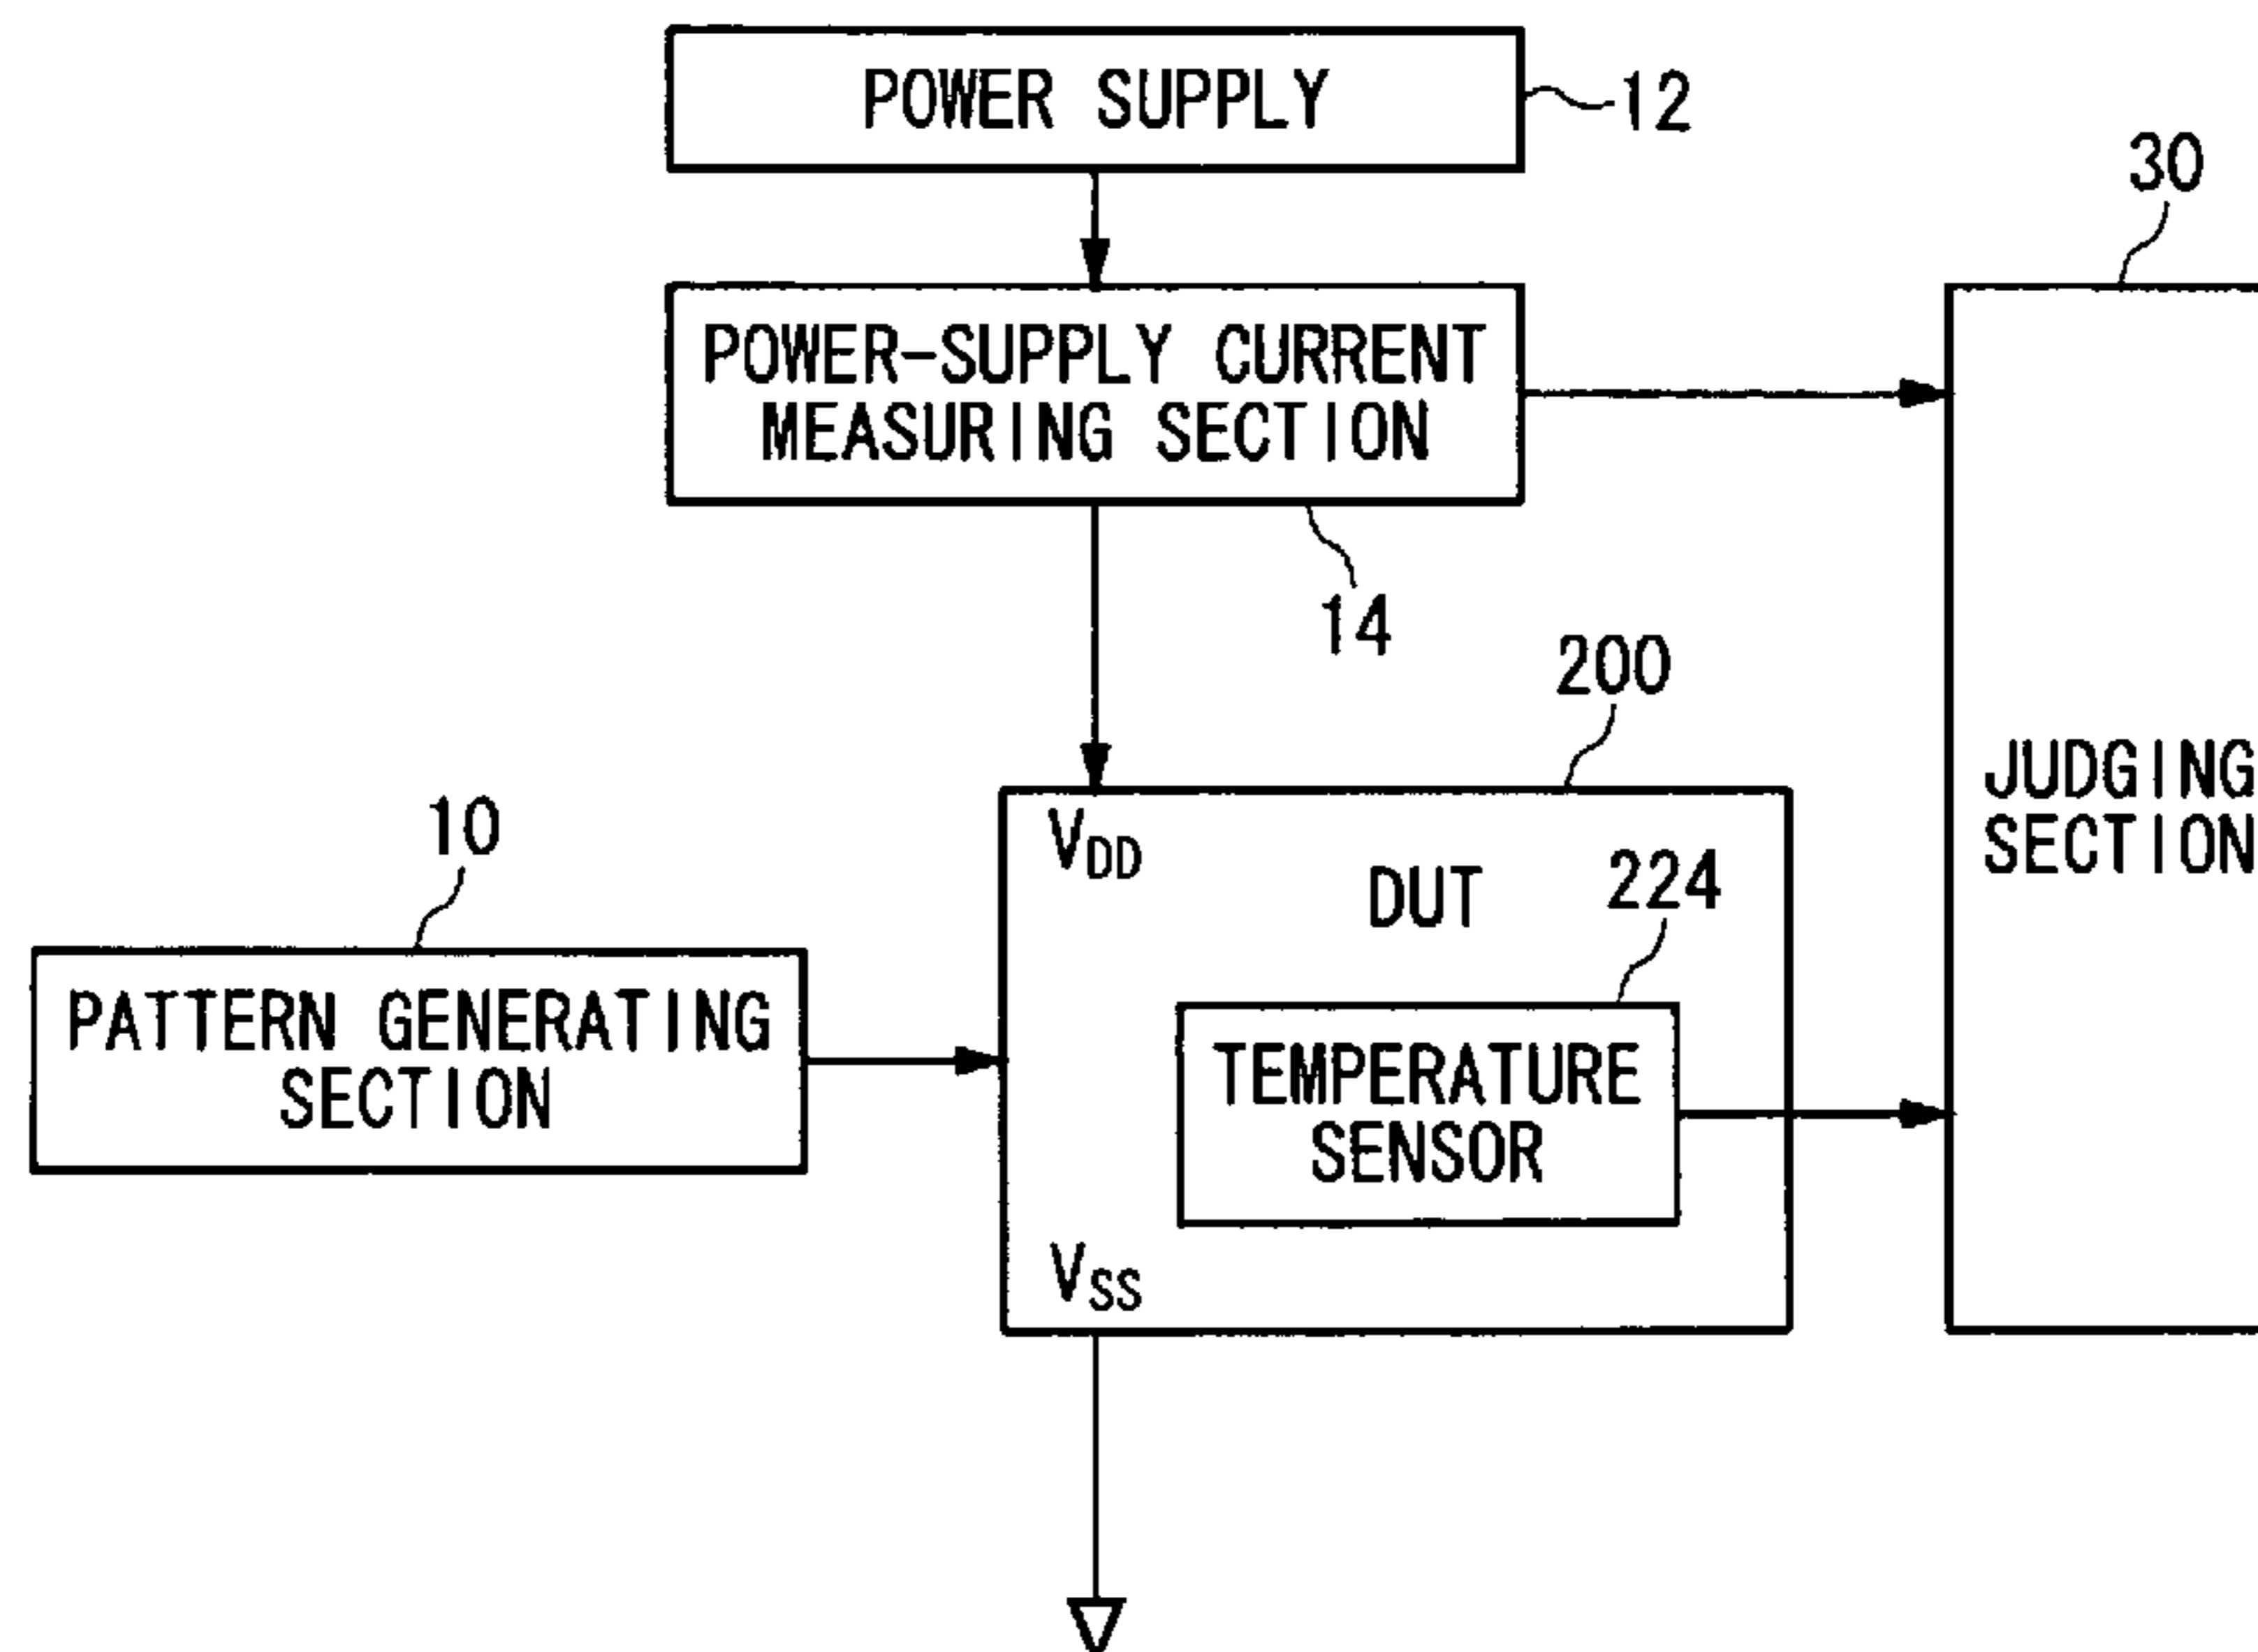 POWER SUPPLY
12
30
POWER-SUPPLY CURRENT
MEASURING SECTION
14
200
JUDGING
SECTION
10
VDD
DUT
224
PATTERN GENERATING
SECTION
TEMPERATURE
SENSOR
VSS